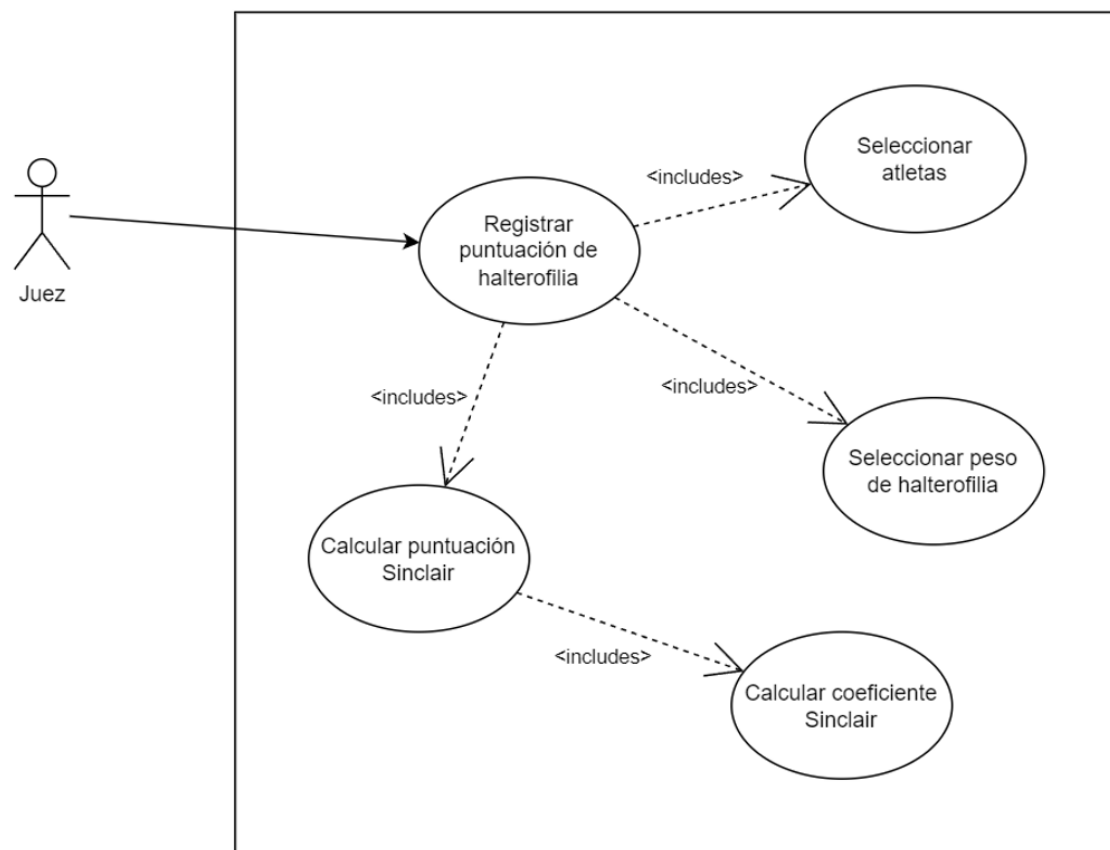 Seleccionar
atletas
<includes>
Registrar
puntuación de
halterofilia
Juez
<includes>
<includes>
Seleccionar peso
de halterofilia
Calcular puntuación
Sinclair
<includes>
Calcular coeficiente
Sinclair